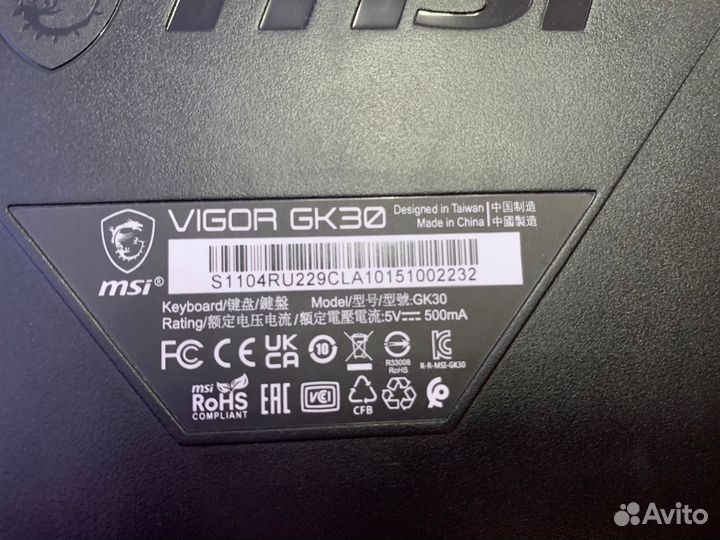 msi
VIGOR GK30
Designed in Taiwan | 中国制造
Made in China | 中國製造
msi®
S1104RU229CLA10151002232
Keyboard/键盘/鍵盤 Model/型号/型號:GK30
Rating/额定电压电流/額定電壓電流:5V⎓500mA
FC CE UK CA 10 R33008 RoHS R-R-MSI-GK30
msi RoHS COMPLIANT EAC VCI CFB
Avito